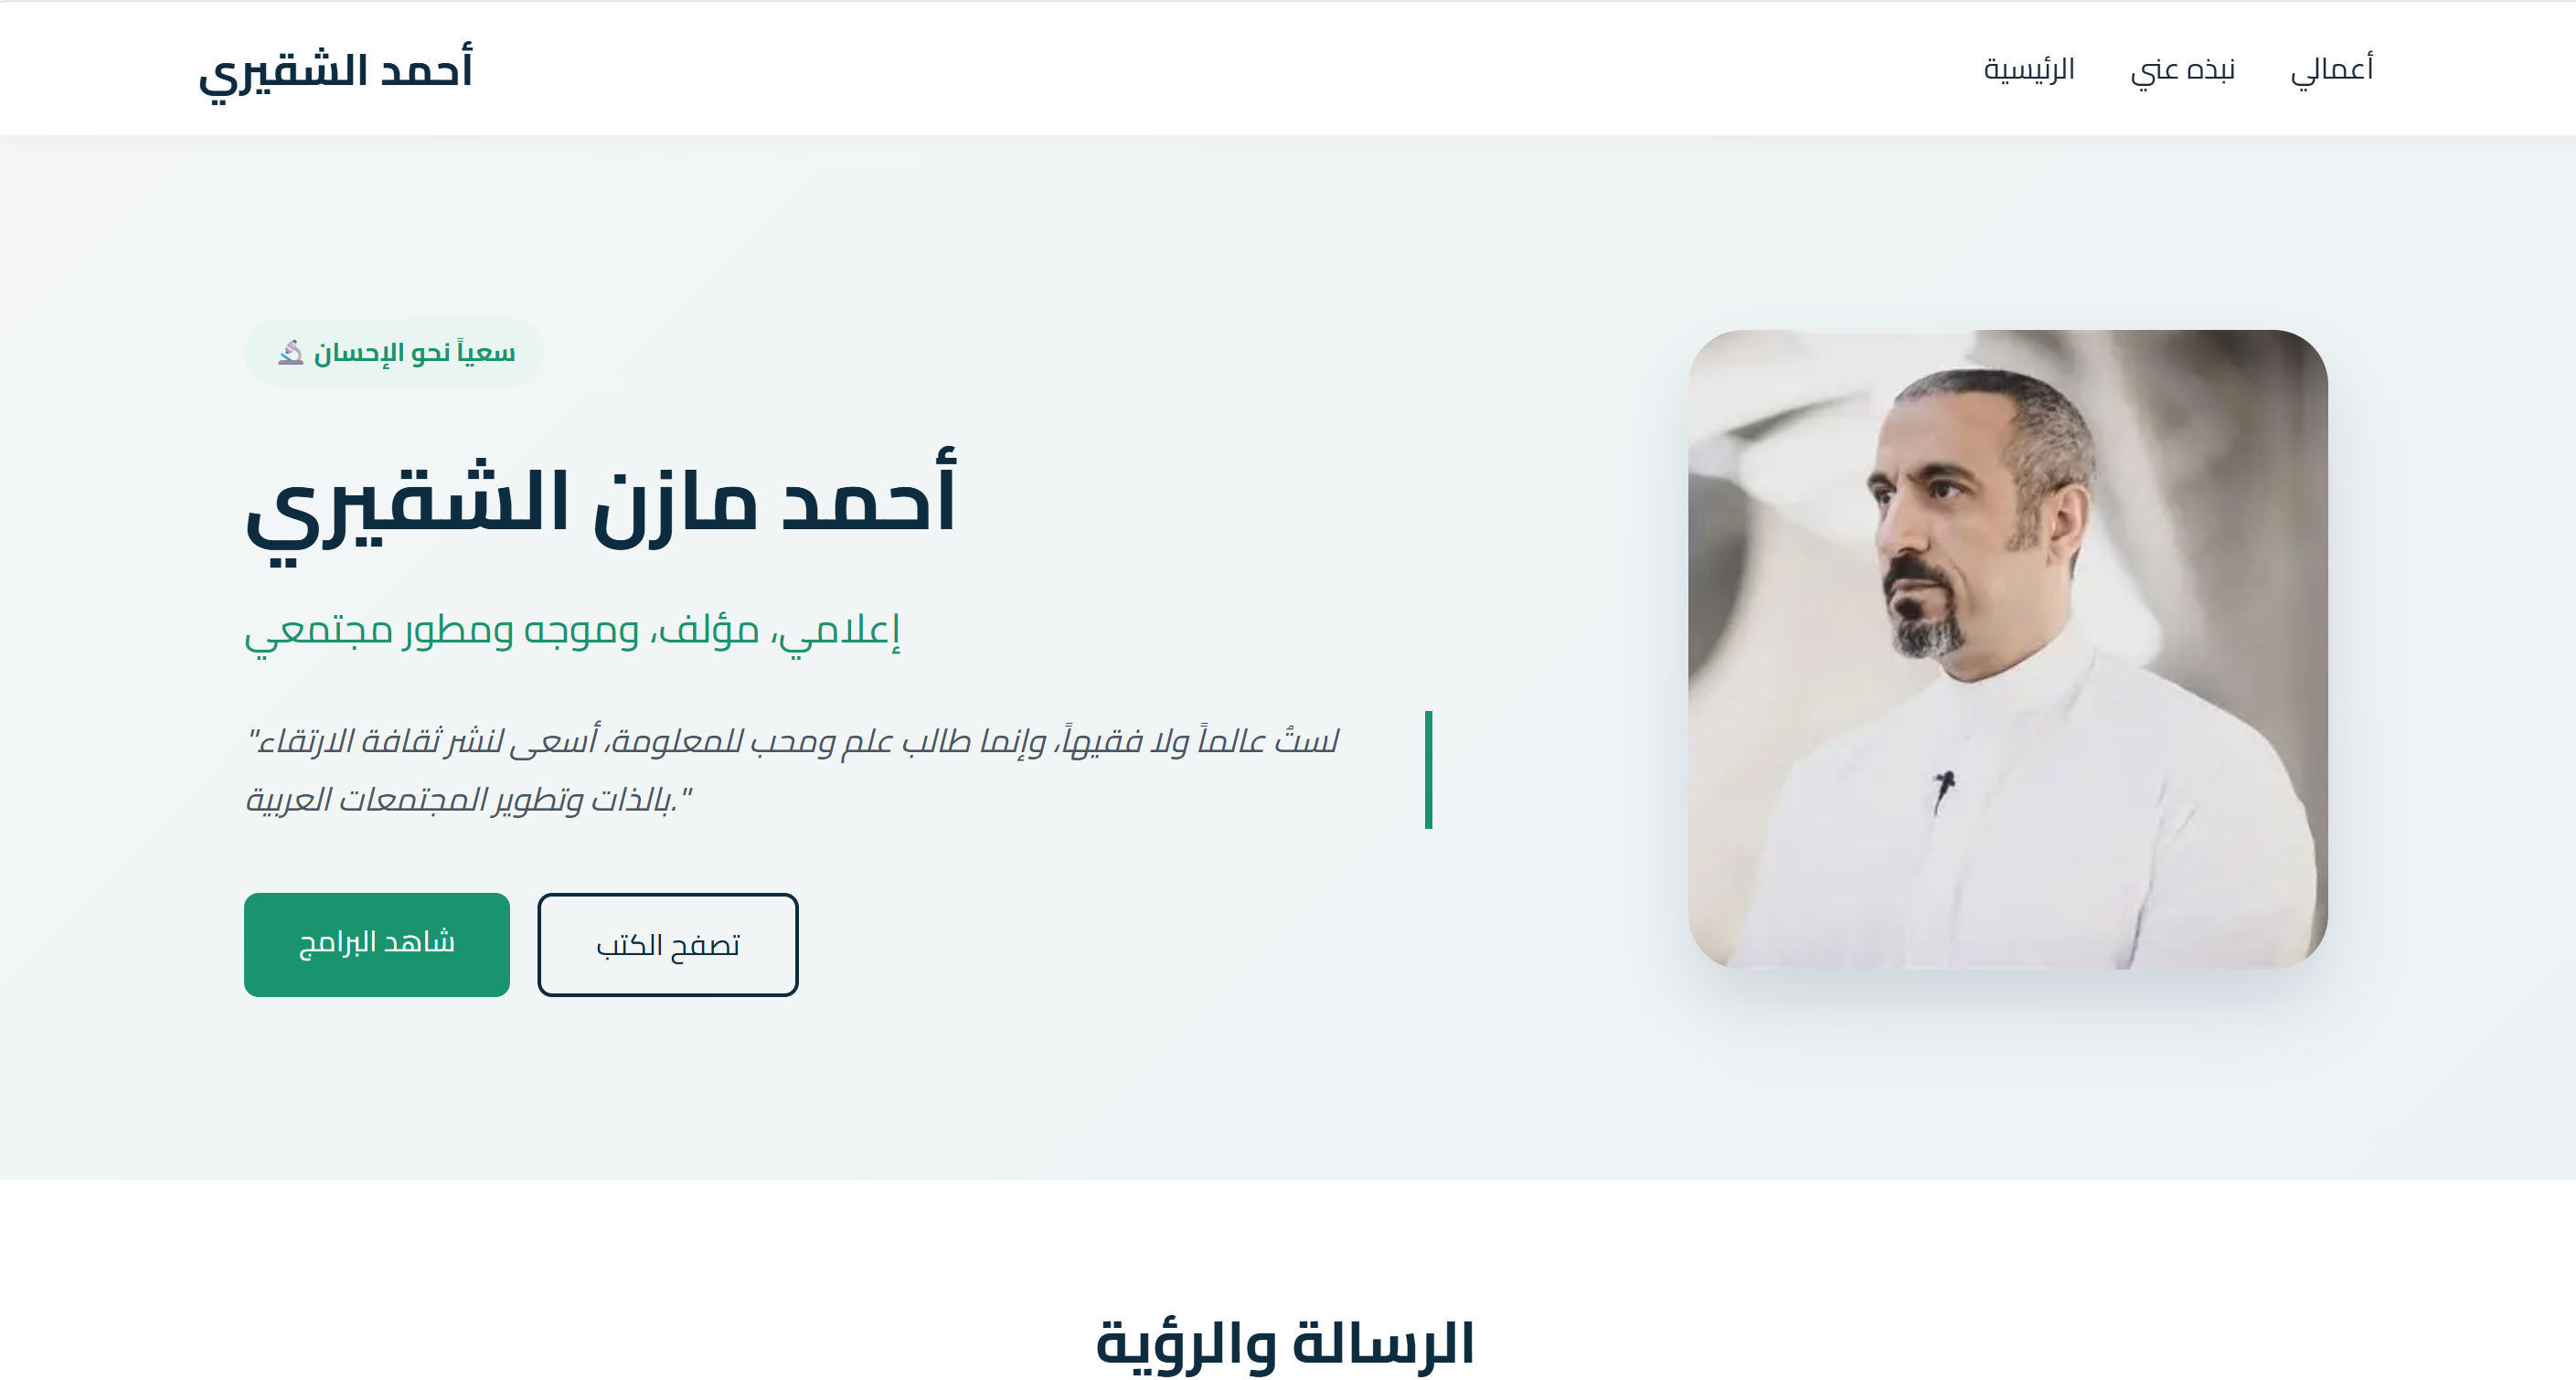 أحمد الشقيري
أعمالي
نبذه عني
الرئيسية
سعياً نحو الإحسان
أحمد مازن الشقيري
إعلامي، مؤلف، وموجه ومطور مجتمعي
"لستُ عالماً ولا فقيهاً، وإنما طالب علم ومحب للمعلومة، أسعى لنشر ثقافة الارتقاء
بالذات وتطوير المجتمعات العربية."
شاهد البرامج
تصفح الكتب
الرسالة والرؤية